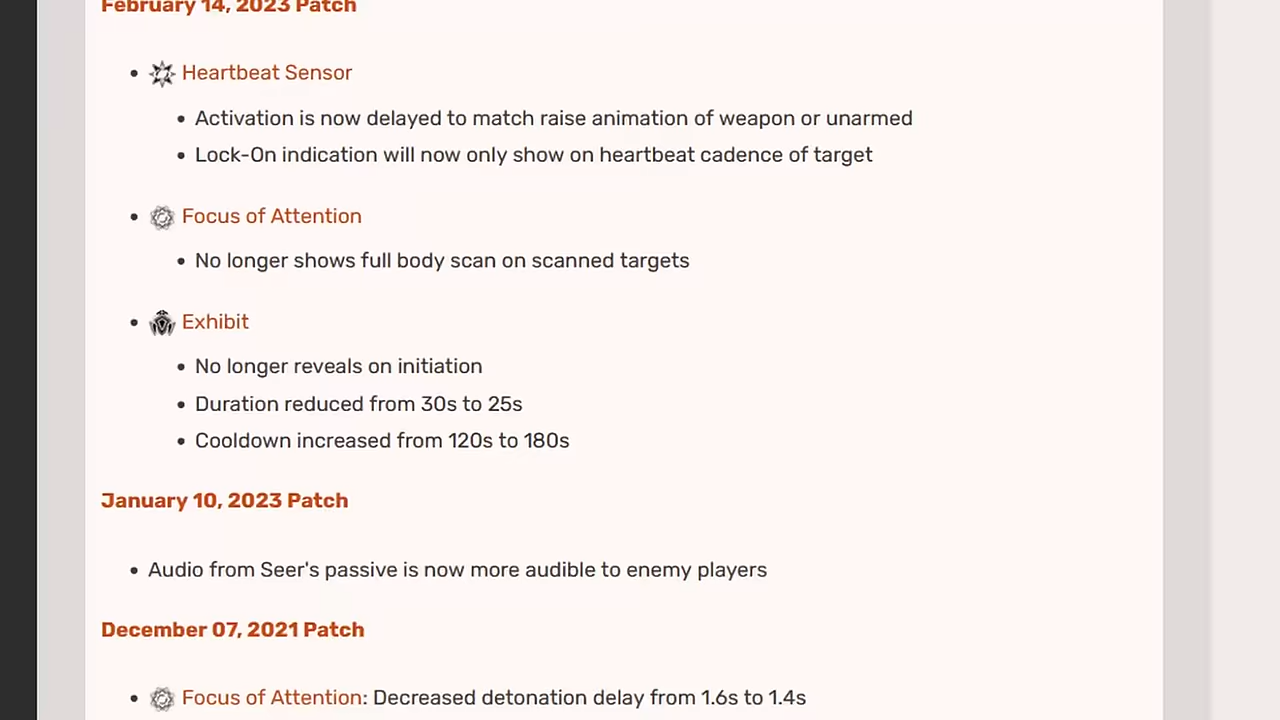 February 14, 2023 Patch
Heartbeat Sensor
Activation is now delayed to match raise animation of weapon or unarmed
Lock-On indication will now only show on heartbeat cadence of target
Focus of Attention
No longer shows full body scan on scanned targets
Exhibit
No longer reveals on initiation
Duration reduced from 30s to 25s
Cooldown increased from 120s to 180s
January 10, 2023 Patch
Audio from Seer's passive is now more audible to enemy players
December 07, 2021 Patch
Focus of Attention: Decreased detonation delay from 1.6s to 1.4s